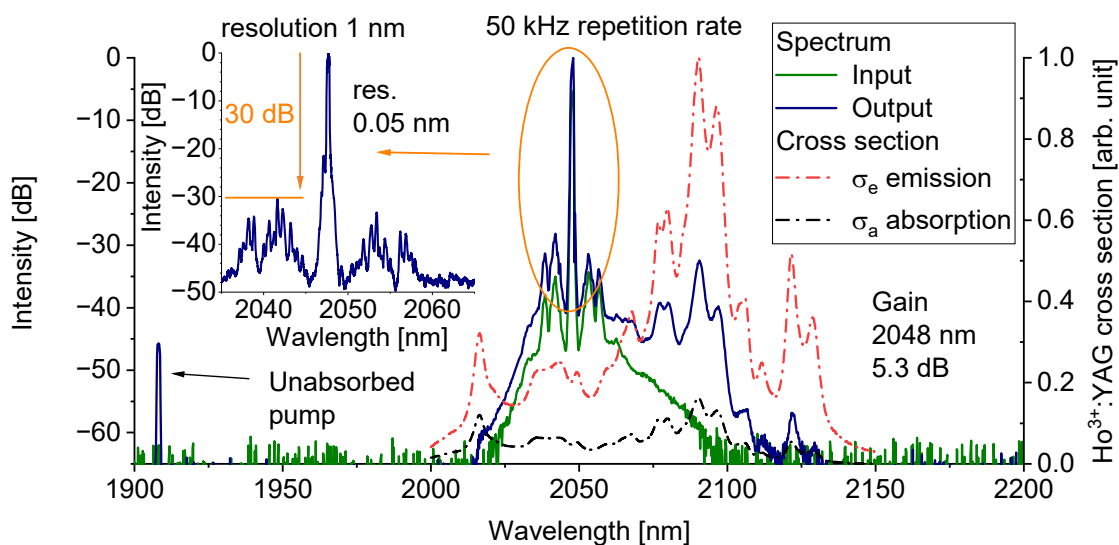 resolution 1 nm
50 kHz repetition rate
Spectrum
Input
Output
Cross section
σe emission
σa absorption
0
−10
−20
−30
−40
−50
Intensity [dB]
30 dB
res.
0.05 nm
2040 2050 2060
Wavelength [nm]
0
−10
−20
−30
−40
−50
−60
Intensity [dB]
Unabsorbed
pump
Gain
2048 nm
5.3 dB
1.0
0.8
0.6
0.4
0.2
0.0
Ho3+:YAG cross section [arb. unit]
1900 1950 2000 2050 2100 2150 2200
Wavelength [nm]